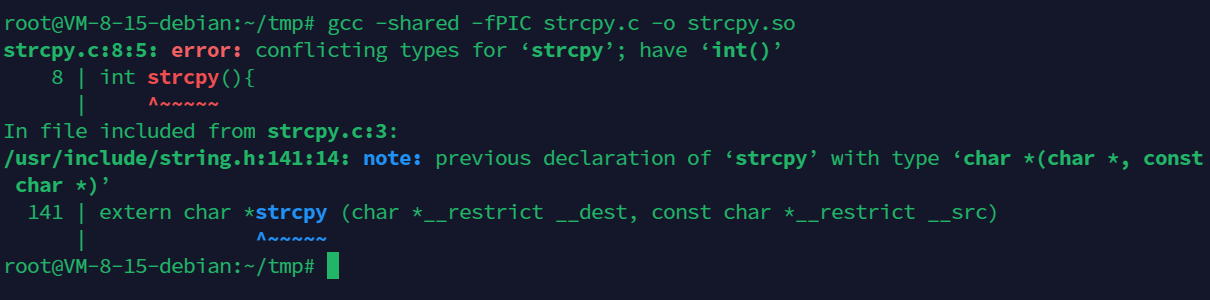 root@VM-8-15-debian:~/tmp# gcc -shared -fPIC strcpy.c -o strcpy.so
strcpy.c:8:5: error: conflicting types for ‘strcpy’; have ‘int()’
    8 | int strcpy(){
      |     ^~~~~~
In file included from strcpy.c:3:
/usr/include/string.h:141:14: note: previous declaration of ‘strcpy’ with type ‘char *(char *, const
 char *)’
  141 | extern char *strcpy (char *__restrict __dest, const char *__restrict __src)
      |              ^~~~~~
root@VM-8-15-debian:~/tmp#